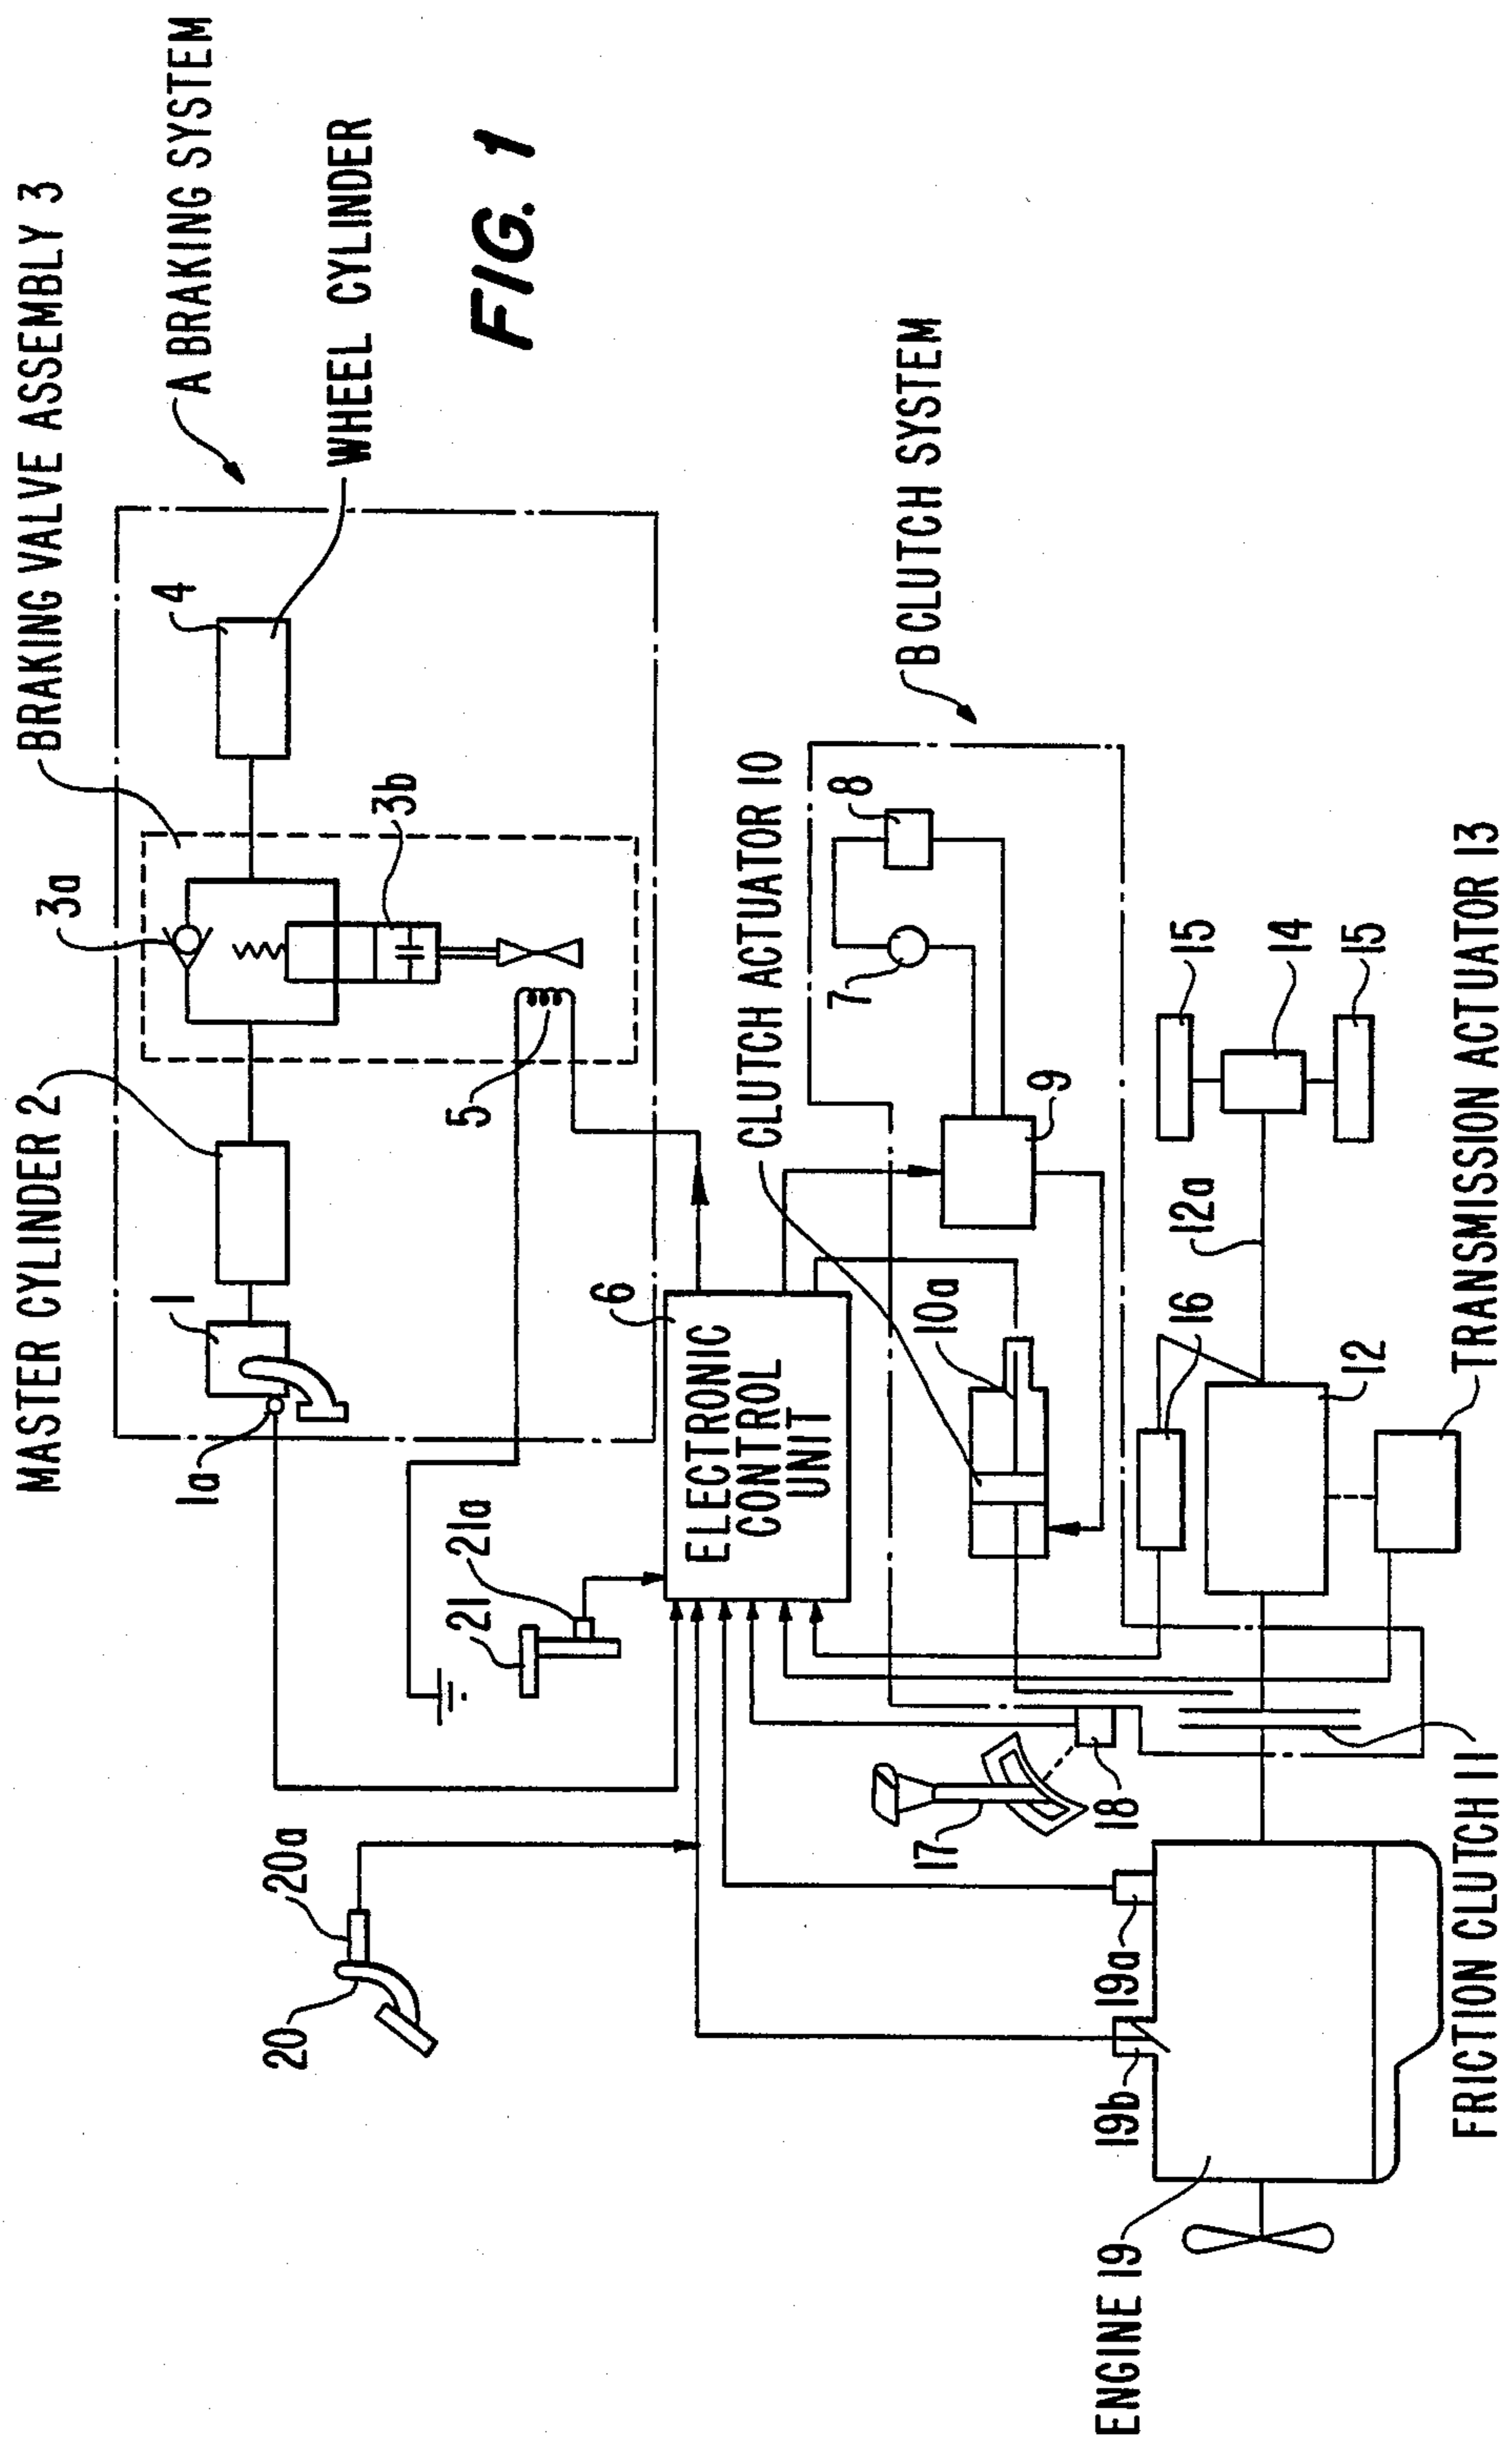 BRAKING VALVE ASSEMBLY 3
A BRAKING SYSTEM
WHEEL CYLINDER
FIG. 1
MASTER CYLINDER 2
3a
4
3b
1
1a
5
B CLUTCH SYSTEM
CLUTCH ACTUATOR 10
6
ELECTRONIC
CONTROL
UNIT
21
21a
20
20a
7
8
9
10a
15
14
15
12a
16
12
TRANSMISSION ACTUATOR 13
17
18
19a
19b
ENGINE 19
FRICTION CLUTCH 11